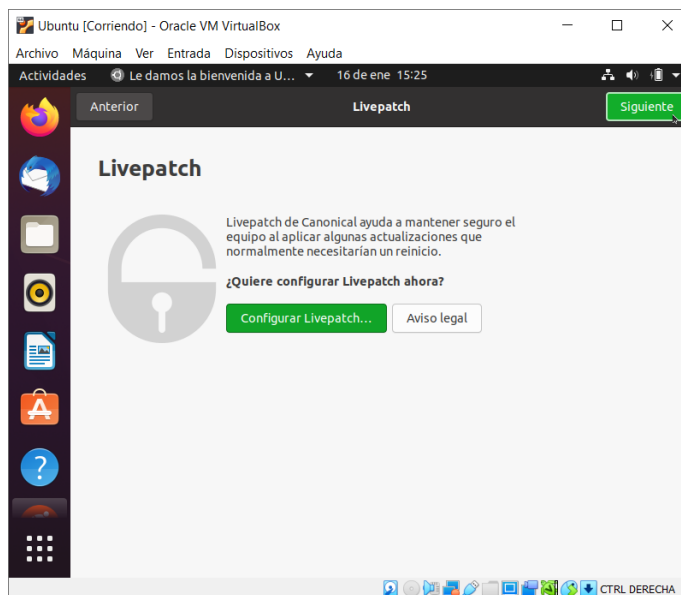 Ubuntu [Corriendo] - Oracle VM VirtualBox
Archivo Máquina Ver Entrada Dispositivos Ayuda
Actividades Le damos la bienvenida a U... 16 de ene 15:25
Anterior Livepatch Siguiente
Livepatch
Livepatch de Canonical ayuda a mantener seguro el
equipo al aplicar algunas actualizaciones que
normalmente necesitarían un reinicio.
¿Quiere configurar Livepatch ahora?
Configurar Livepatch... Aviso legal
CTRL DERECHA